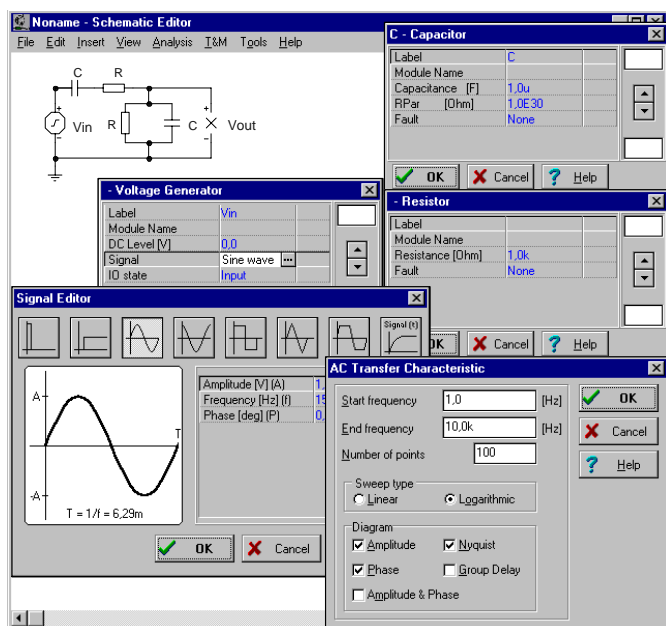 Noname - Schematic Editor
File Edit Insert View Analysis T&M Tools Help
C R
Vin
R
C
Vout
C - Capacitor
Label C
Module Name
Capacitance [F] 1,0u
RPar [Ohm] 1,0E30
Fault None
OK Cancel Help
- Voltage Generator
Label Vin
Module Name
DC Level [V] 0,0
Signal Sine wave ...
IO state Input
- Resistor
Label
Module Name
Resistance [Ohm] 1,0k
Fault None
OK Cancel Help
Signal Editor
Signal (t)
A
T
-A
T = 1/f = 6,29m
Amplitude [V] (A) 1,
Frequency [Hz] (f) 15
Phase [deg] (P) 0,
OK Cancel
AC Transfer Characteristic
Start frequency 1,0 [Hz]
End frequency 10,0k [Hz]
Number of points 100
Sweep type
Linear Logarithmic
Diagram
Amplitude Nyquist
Phase Group Delay
Amplitude & Phase
OK
Cancel
Help